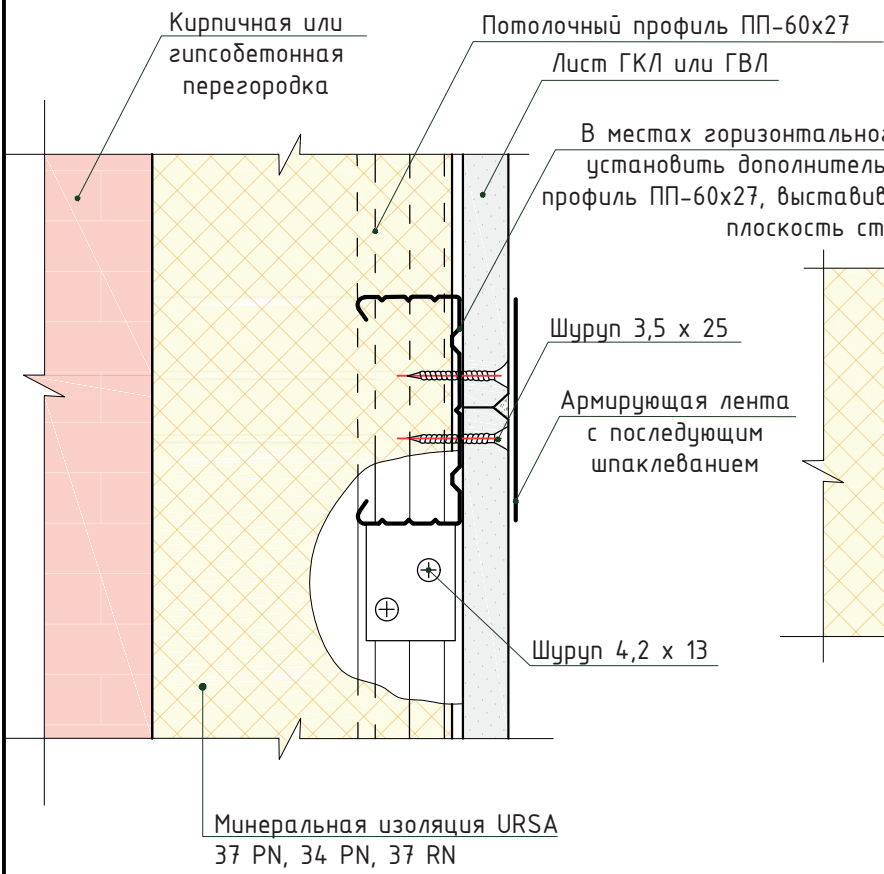 Кирпичная или
гипсобетонная
перегородка
Потолочный профиль ПП-60х27
Лист ГКЛ или ГВЛ
В местах горизонтальног
установить дополнитель
профиль ПП-60х27, выставив
плоскость ст
Шуруп 3,5 х 25
Армирующая лента
с последующим
шпаклеванием
Шуруп 4,2 х 13
Минеральная изоляция URSA
37 PN, 34 PN, 37 RN